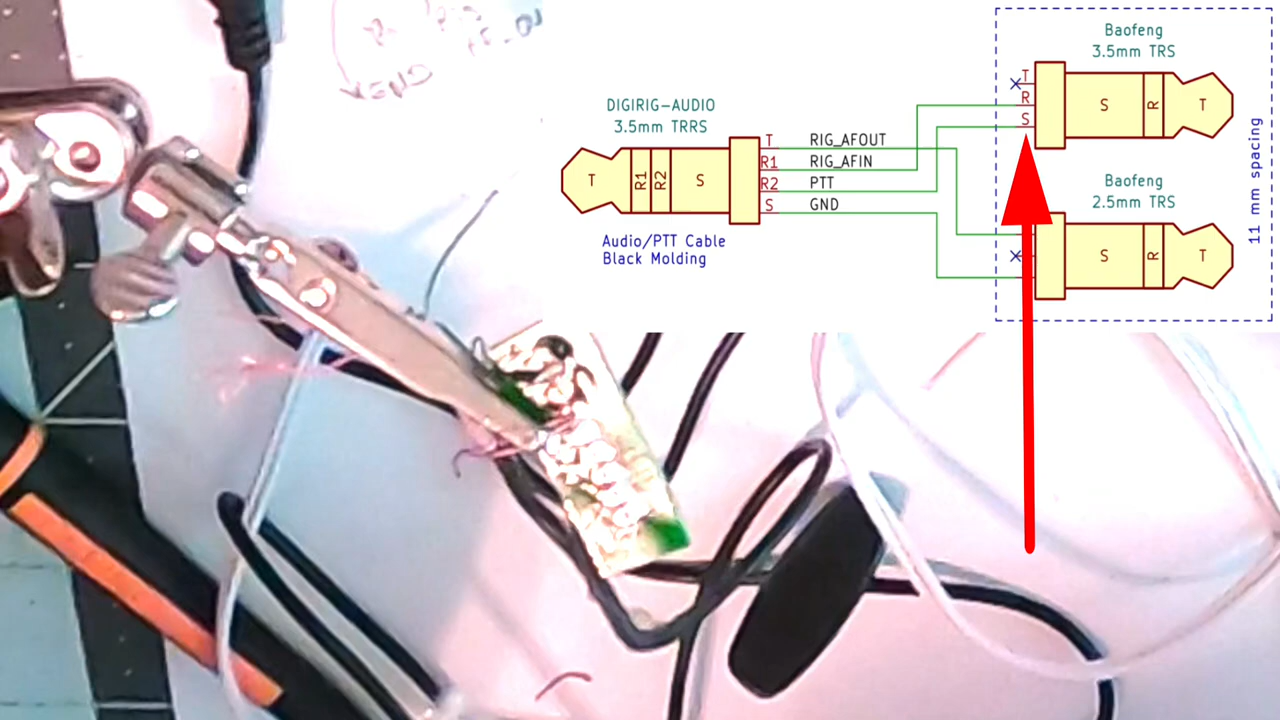 DIGIRIG-AUDIO
3.5mm TRRS
T
R1
R2
S
T
R1
R2
S
RIG_AFOUT
RIG_AFIN
PTT
GND
Audio/PTT Cable
Black Molding
Baofeng
3.5mm TRS
T
R
S
S
R
T
Baofeng
2.5mm TRS
S
R
T
11 mm spacing